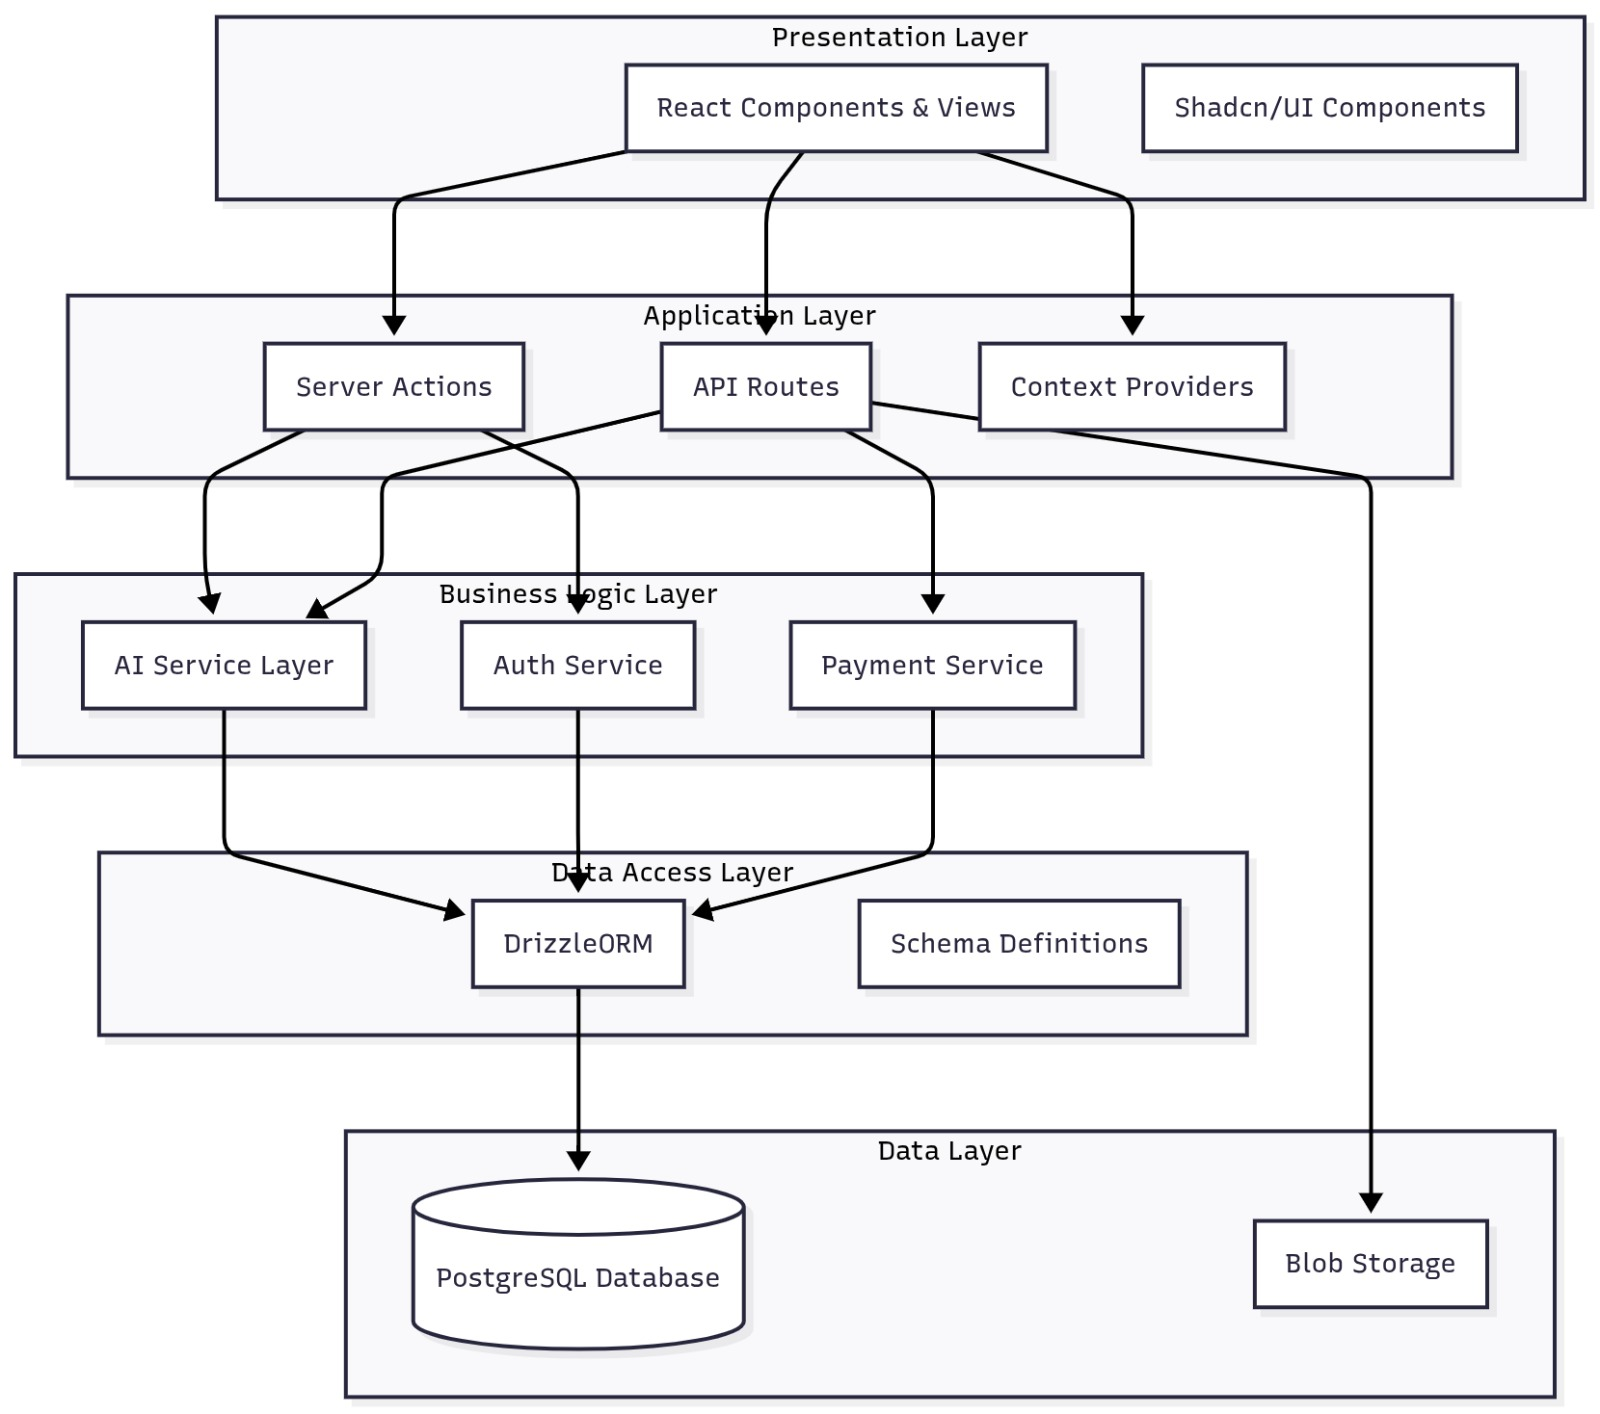 Presentation Layer
React Components & Views
Shadcn/UI Components
Application Layer
Server Actions
API Routes
Context Providers
Business Logic Layer
AI Service Layer
Auth Service
Payment Service
Data Access Layer
DrizzleORM
Schema Definitions
Data Layer
PostgreSQL Database
Blob Storage